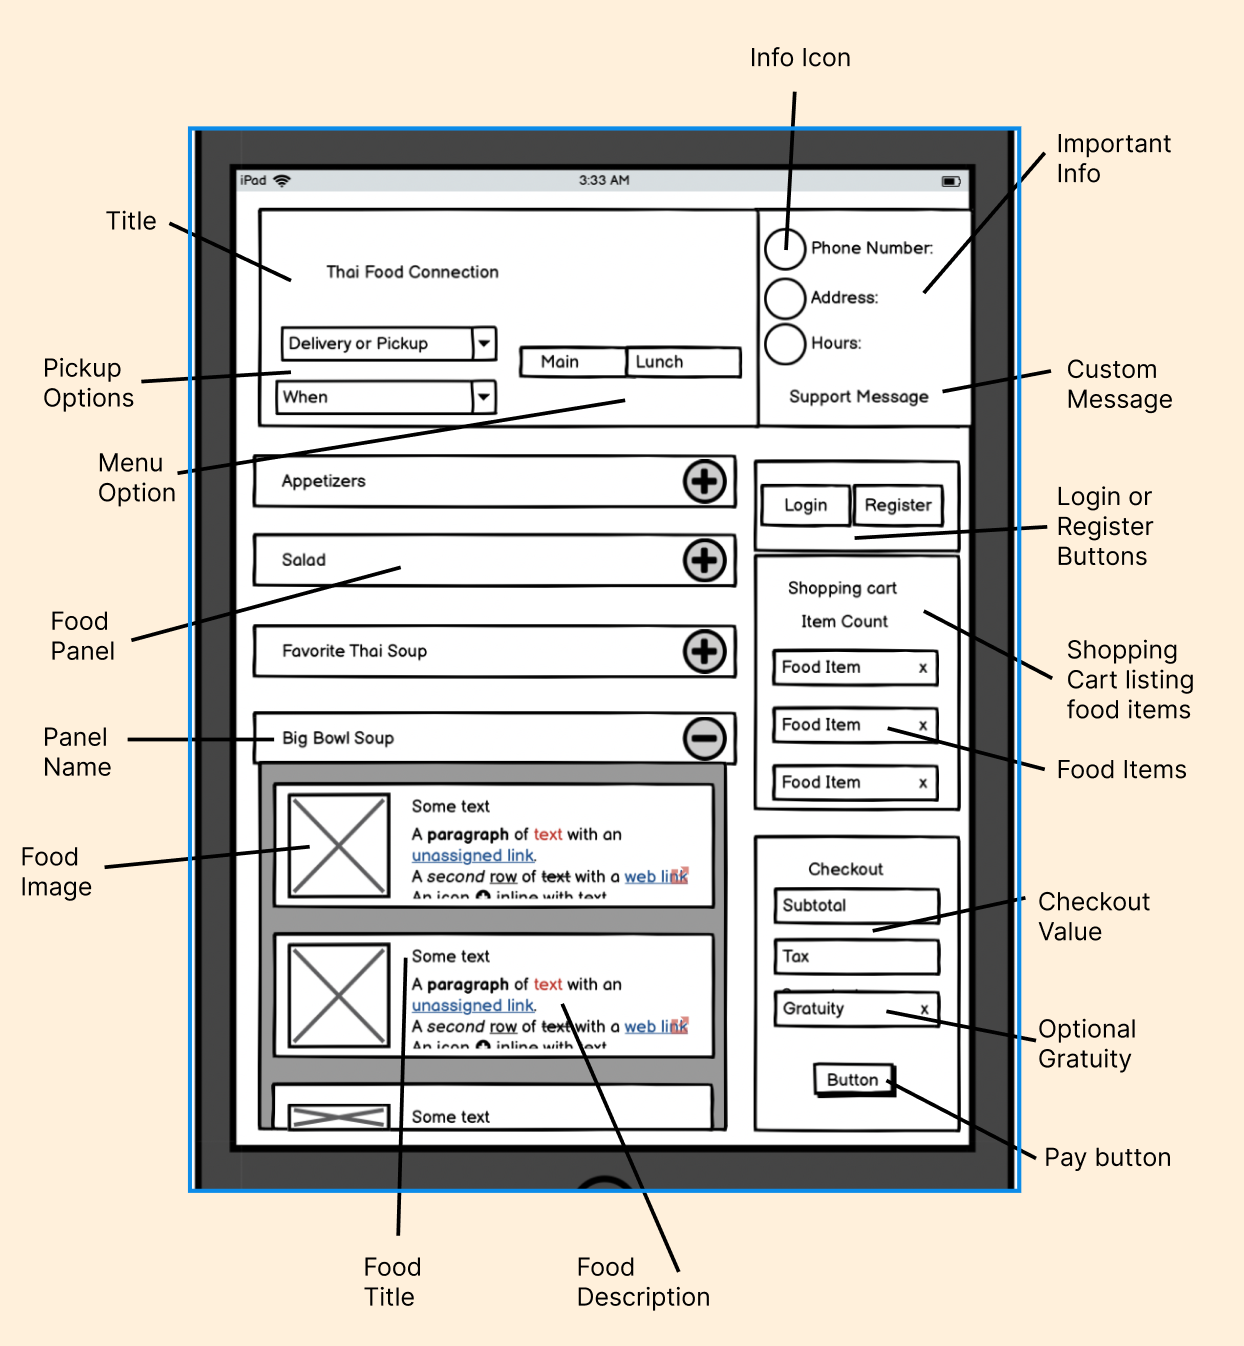 Info Icon
Important
Info
iPad
3:33 AM
Title
Thai Food Connection
Phone Number:
Address:
Hours:
Support Message
Delivery or Pickup
When
Main
Lunch
Pickup
Options
Custom
Message
Menu
Option
Appetizers
Salad
Favorite Thai Soup
Big Bowl Soup
Login
Register
Login or
Register
Buttons
Food
Panel
Shopping cart
Item Count
Food Item x
Food Item x
Food Item x
Shopping
Cart listing
food items
Food Items
Panel
Name
Food
Image
Some text
A paragraph of text with an
unassigned link.
A second row of text with a web link
An icon inline with text
Some text
A paragraph of text with an
unassigned link.
A second row of text with a web link
An icon inline with text
Some text
Checkout
Subtotal
Tax
Gratuity x
Button
Checkout
Value
Optional
Gratuity
Pay button
Food
Title
Food
Description